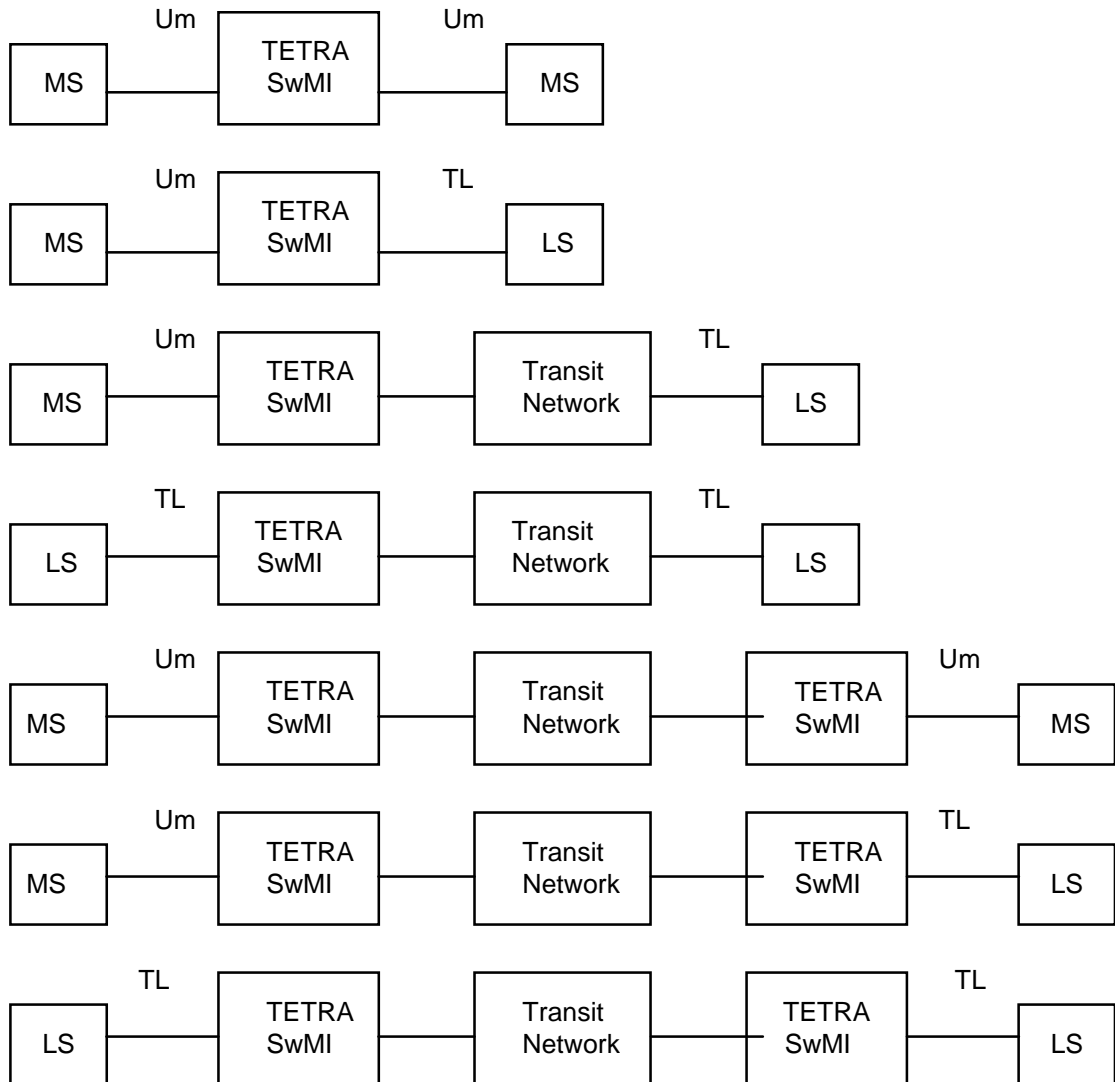 Um Um
MS TETRA SwMI MS
Um TL
MS TETRA SwMI LS
Um TL
MS TETRA SwMI Transit Network LS
TL TL
LS TETRA SwMI Transit Network LS
Um Um
MS TETRA SwMI Transit Network TETRA SwMI MS
Um TL
MS TETRA SwMI Transit Network TETRA SwMI LS
TL TL
LS TETRA SwMI Transit Network TETRA SwMI LS